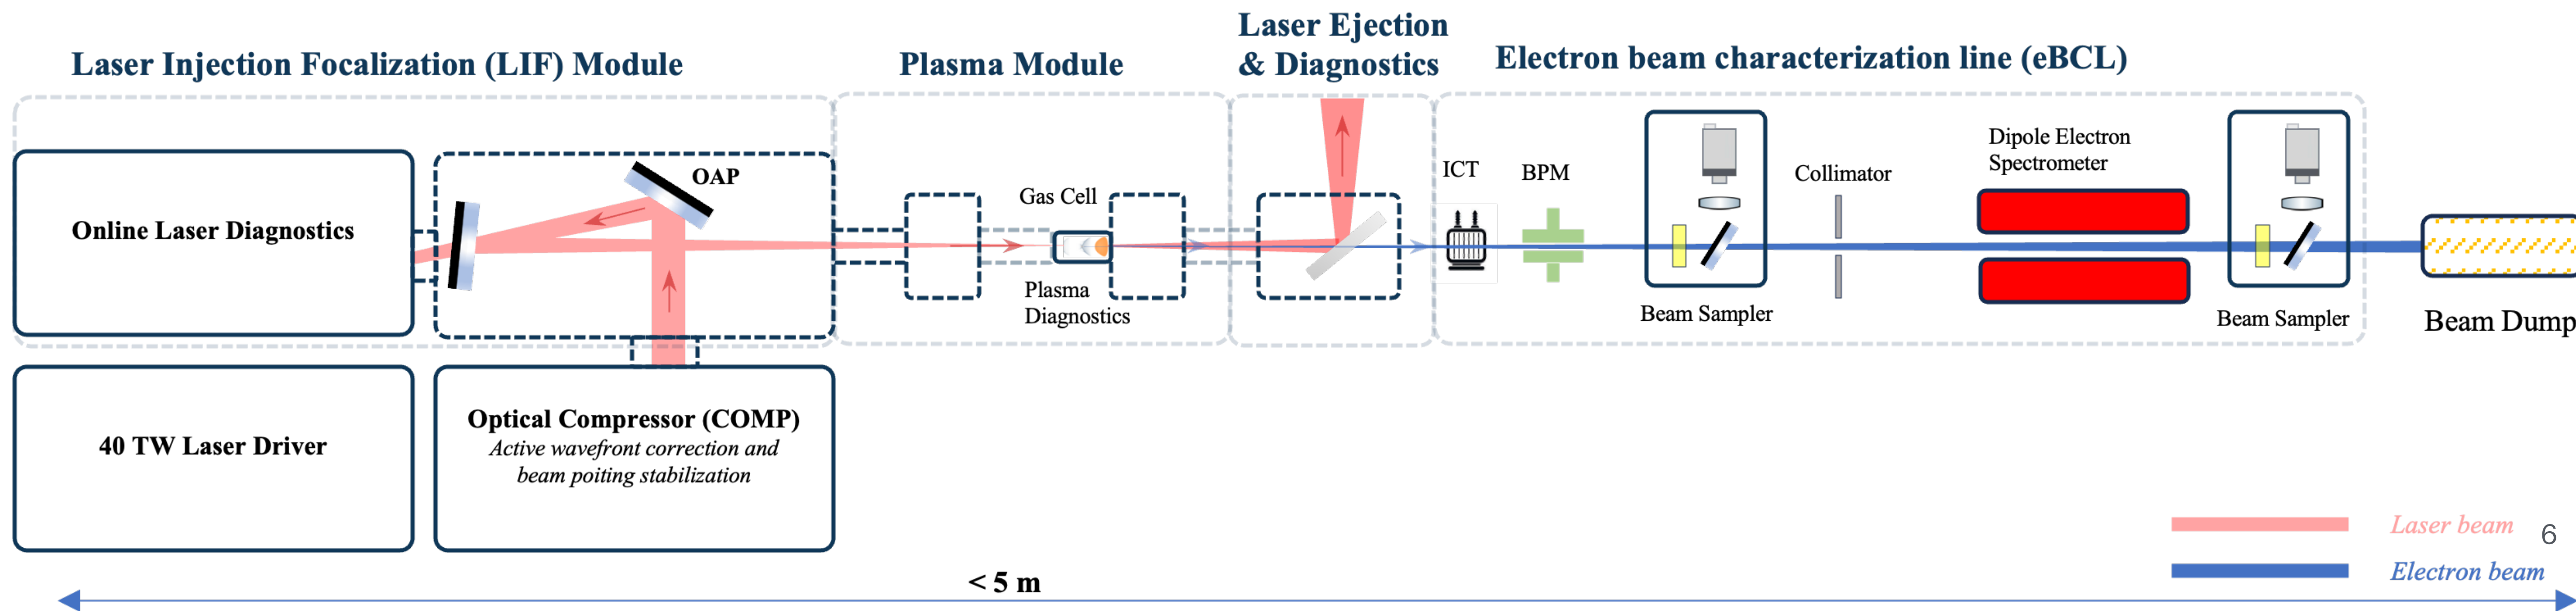 Laser Injection Focalization (LIF) Module
Plasma Module
Laser Ejection
& Diagnostics
Electron beam characterization line (eBCL)
Online Laser Diagnostics
OAP
Gas Cell
Plasma
Diagnostics
ICT
BPM
Beam Sampler
Collimator
Dipole Electron
Spectrometer
Beam Sampler
Beam Dump
40 TW Laser Driver
Optical Compressor (COMP)
Active wavefront correction and
beam poiting stabilization
Laser beam
6
Electron beam
< 5 m